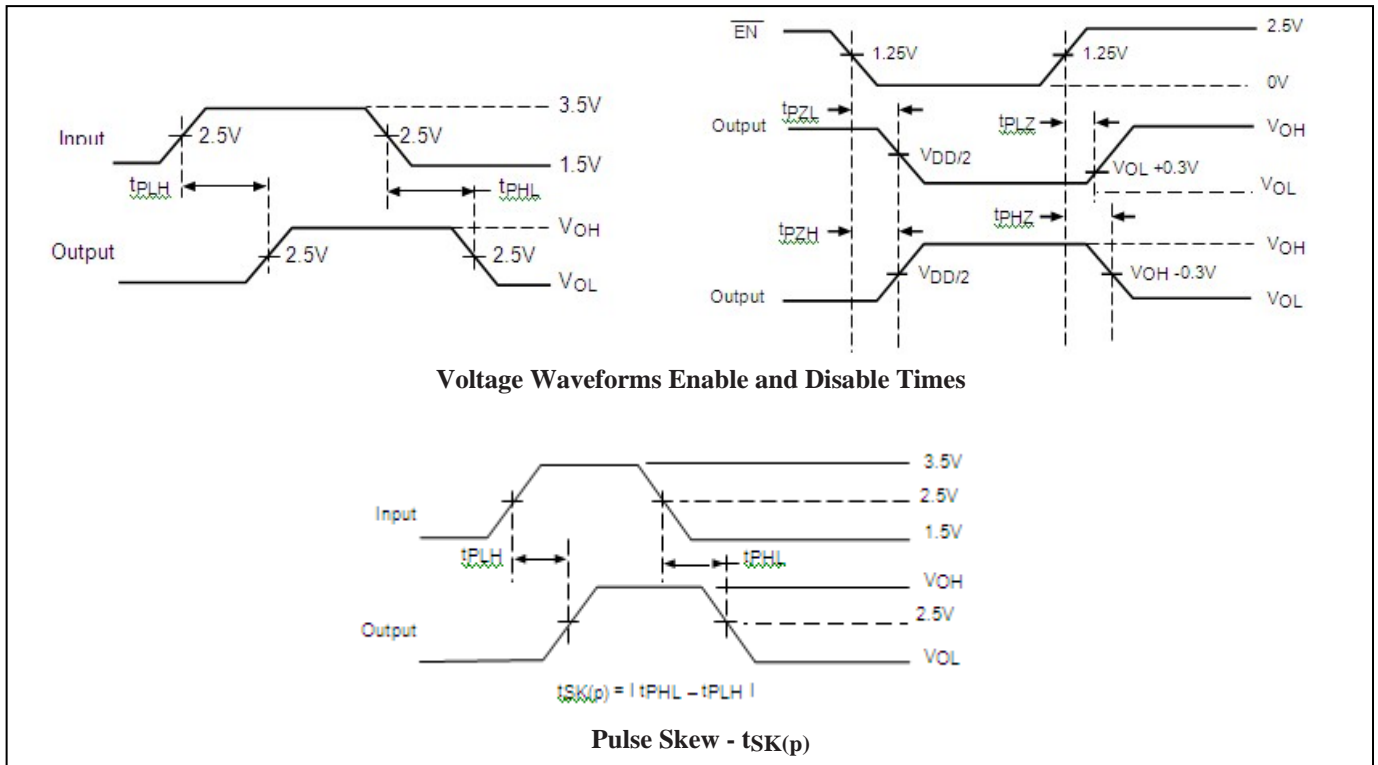 Input
2.5V
2.5V
3.5V
1.5V
tPLH
tPHL
Output
2.5V
2.5V
VOH
VOL
EN
1.25V
1.25V
2.5V
0V
Output
tPZL
VDD/2
tPLZ
VOL +0.3V
VOH
VOL
tPZH
Output
VDD/2
tPHZ
VOH -0.3V
VOH
VOL
Voltage Waveforms Enable and Disable Times
Input
3.5V
2.5V
1.5V
tPLH
tPHL
Output
VOH
2.5V
VOL
tSK(p) = | tPHL – tPLH |
Pulse Skew - tSK(p)